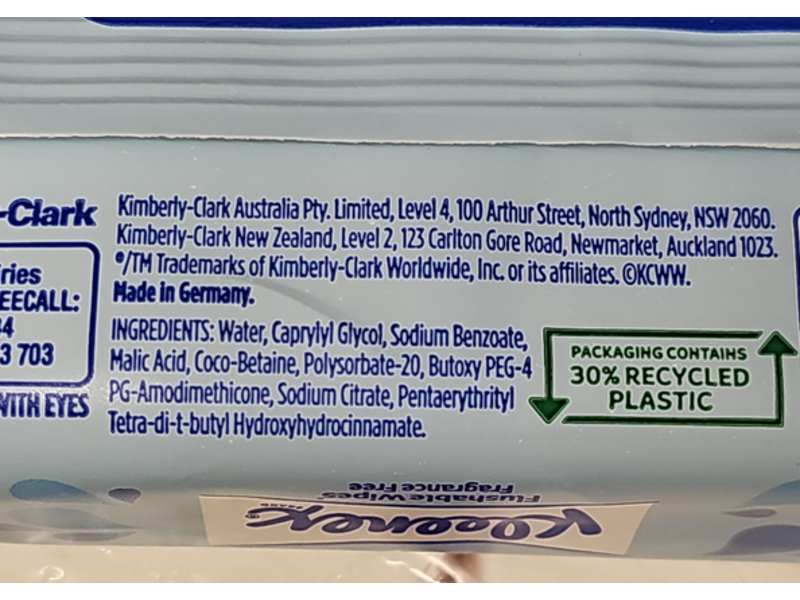 -Clark
Kimberly-Clark Australia Pty. Limited, Level 4, 100 Arthur Street, North Sydney, NSW 2060.
Kimberly-Clark New Zealand, Level 2, 123 Carlton Gore Road, Newmarket, Auckland 1023.
®/TM Trademarks of Kimberly-Clark Worldwide, Inc. or its affiliates. ©KCWW.
Made in Germany.
ries
EECALL:
3 703
WITH EYES
INGREDIENTS: Water, Caprylyl Glycol, Sodium Benzoate,
Malic Acid, Coco-Betaine, Polysorbate-20, Butoxy PEG-4
PG-Amodimethicone, Sodium Citrate, Pentaerythrityl
Tetra-di-t-butyl Hydroxyhydrocinnamate.
PACKAGING CONTAINS
30% RECYCLED
PLASTIC
Kleenex®
BRAND
Flushable Wipes
Fragrance Free